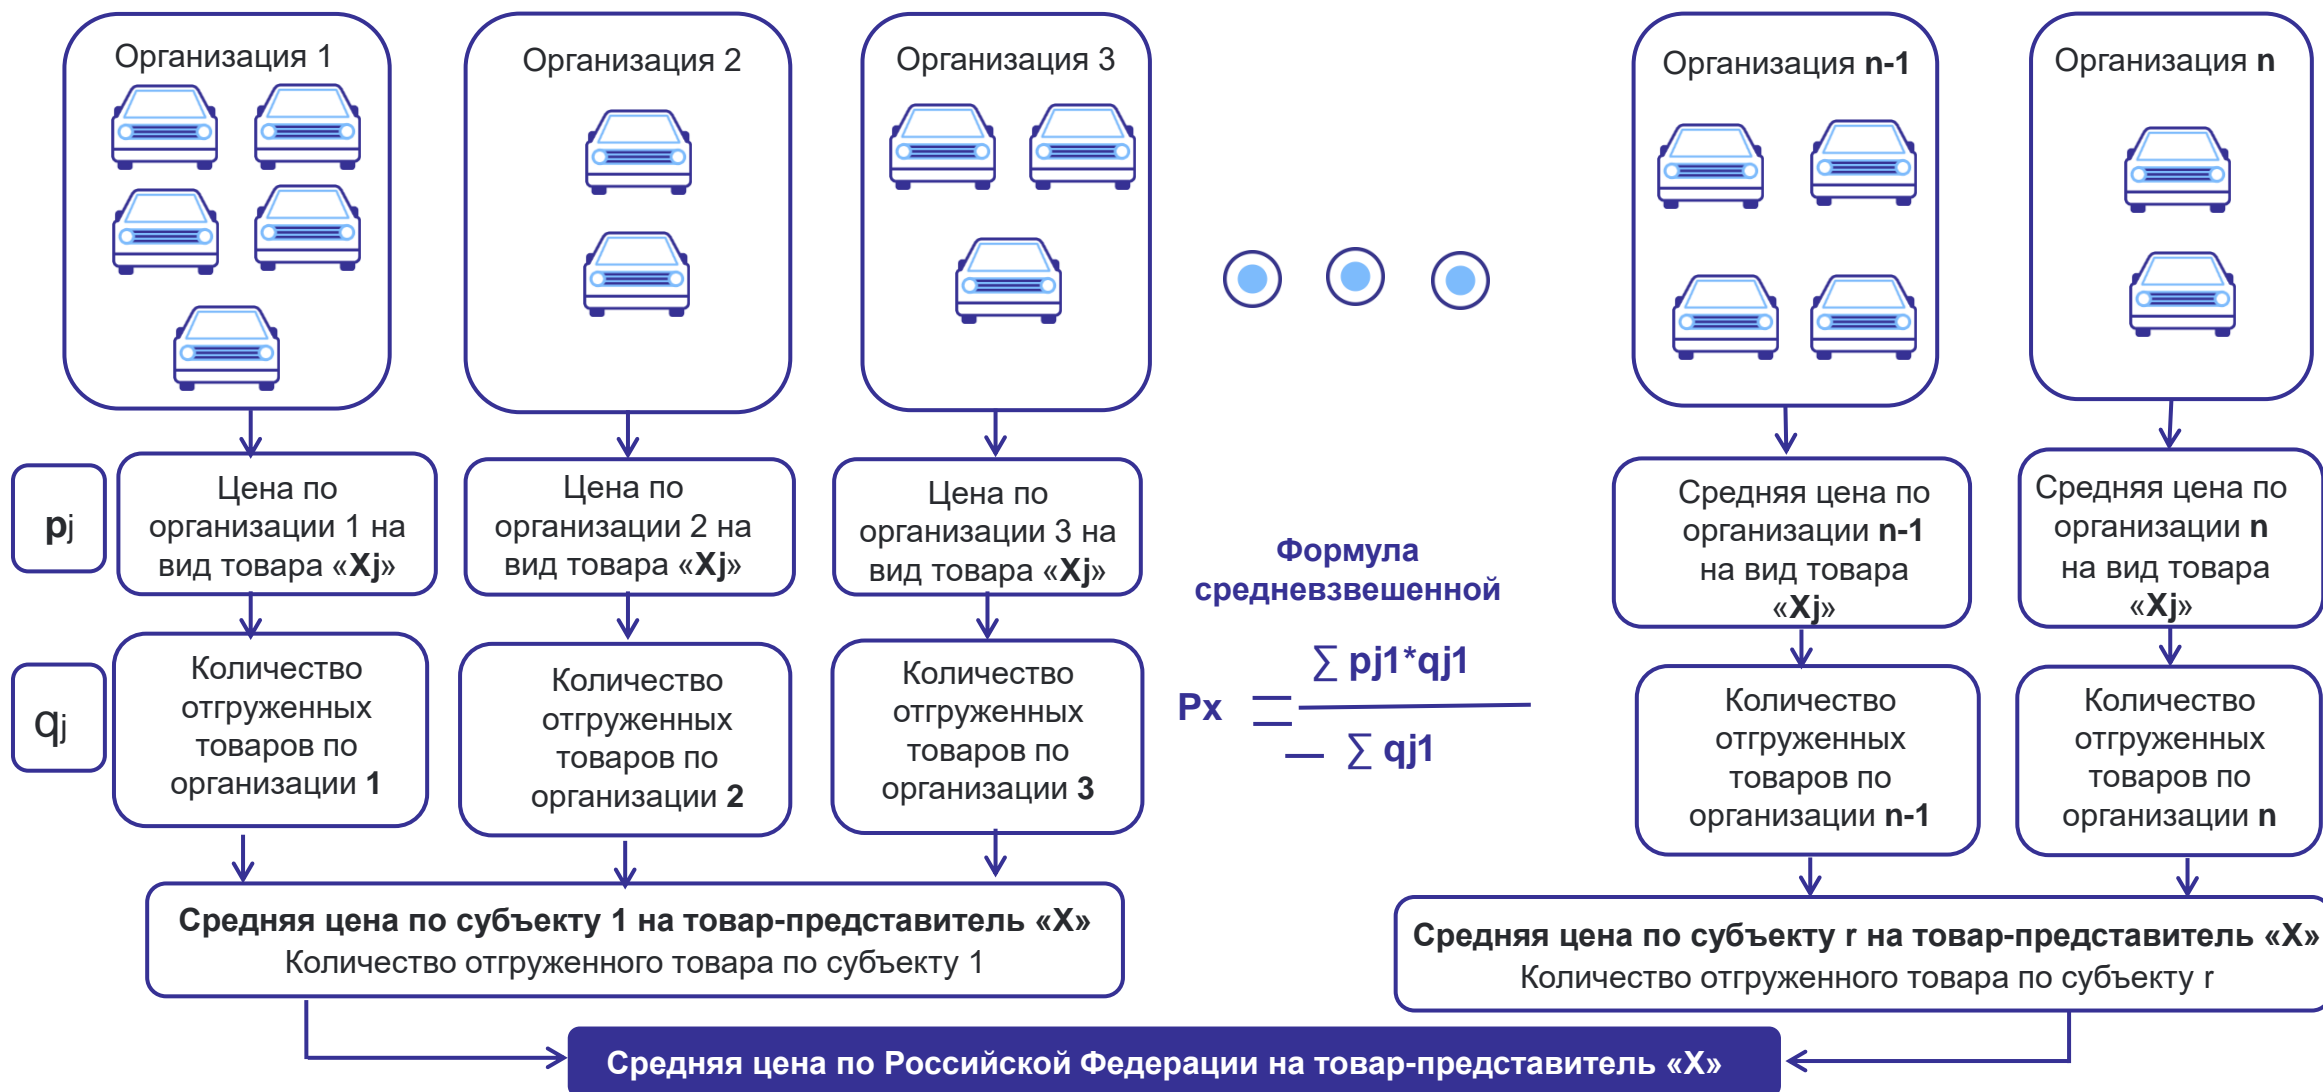 Организация 1
Организация 2
Организация 3
Организация n-1
Организация n
pj
Цена по
организации 1 на
вид товара «Xj»
Цена по
организации 2 на
вид товара «Xj»
Цена по
организации 3 на
вид товара «Xj»
Средняя цена по
организации n-1
на вид товара
«Xj»
Средняя цена по
организации n
на вид товара
«Xj»
Формула
средневзвешенной
Px = ∑ pj1*qj1
— ∑ qj1
qj
Количество
отгруженных
товаров по
организации 1
Количество
отгруженных
товаров по
организации 2
Количество
отгруженных
товаров по
организации 3
Количество
отгруженных
товаров по
организации n-1
Количество
отгруженных
товаров по
организации n
Средняя цена по субъекту 1 на товар-представитель «X»
Количество отгруженного товара по субъекту 1
Средняя цена по субъекту r на товар-представитель «X»
Количество отгруженного товара по субъекту r
Средняя цена по Российской Федерации на товар-представитель «X»